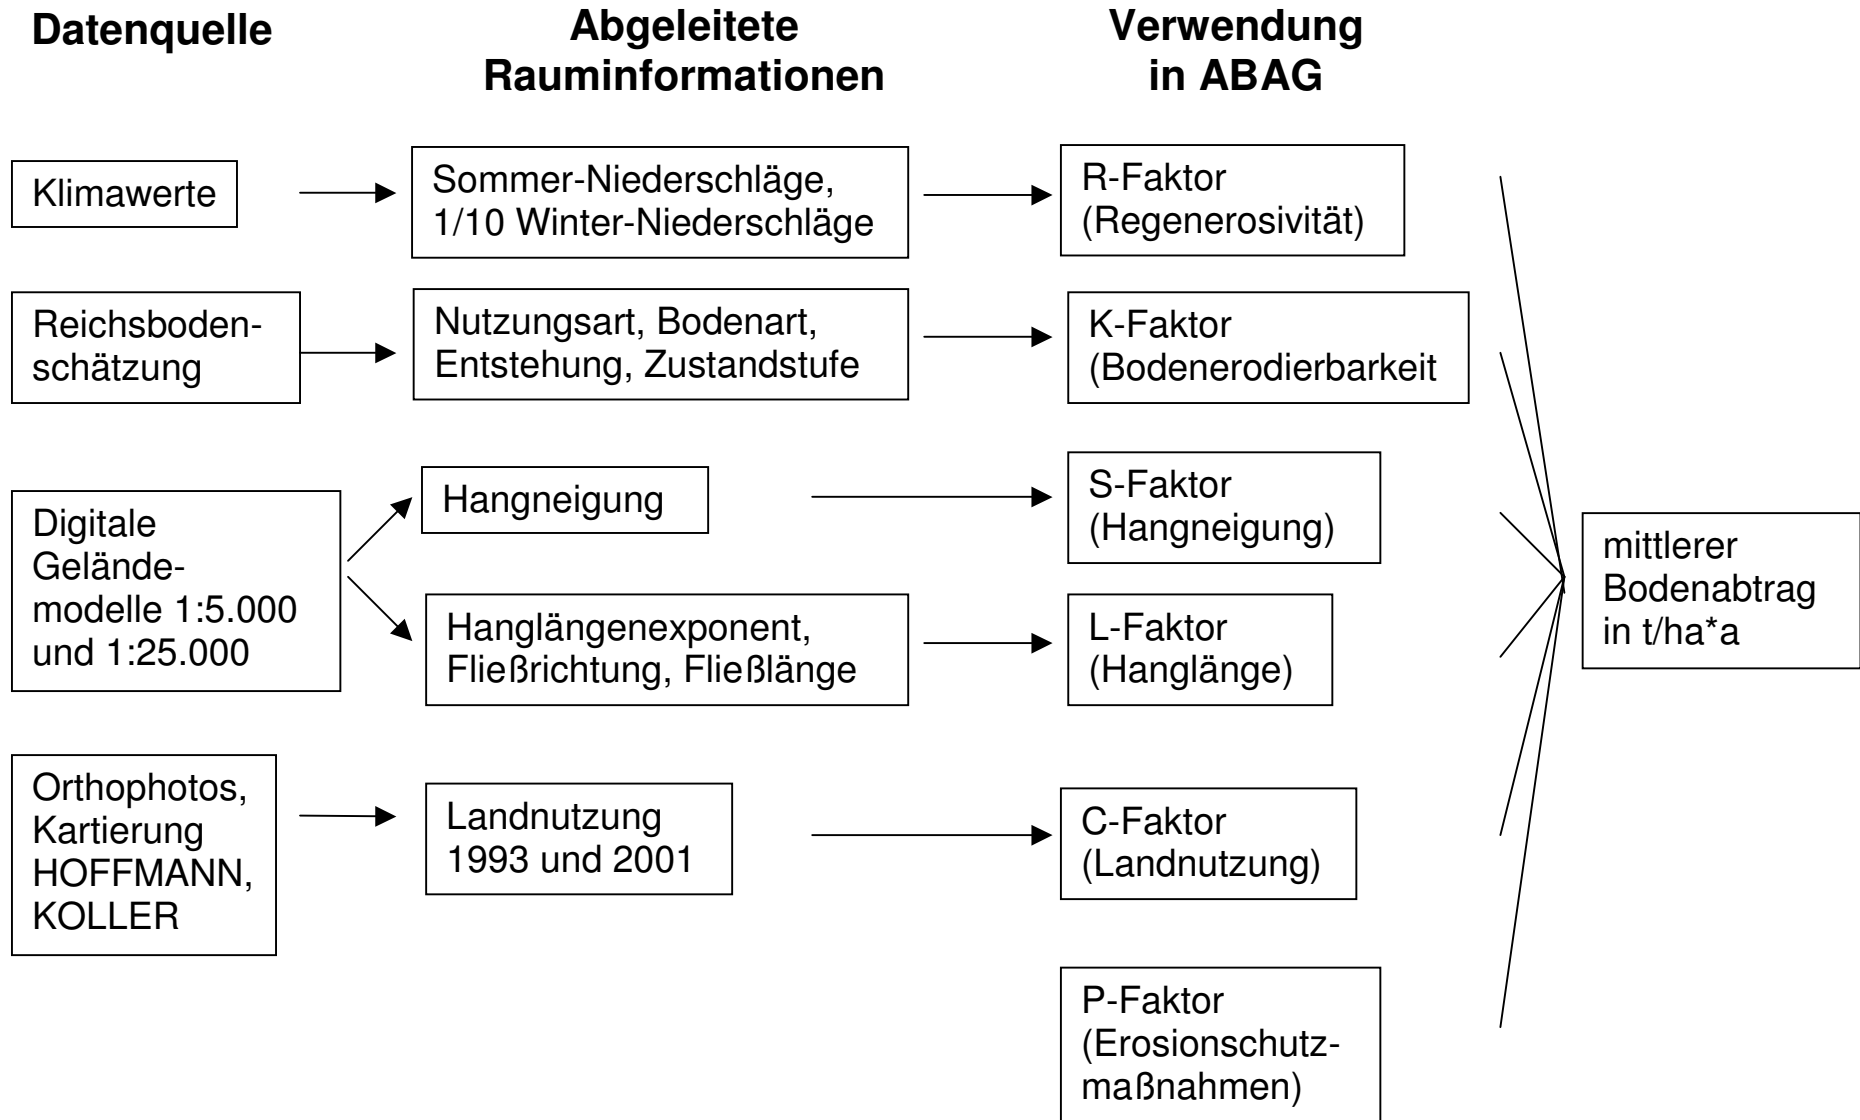 Datenquelle
Abgeleitete
Rauminformationen
Verwendung
in ABAG
Klimawerte
Sommer-Niederschläge,
1/10 Winter-Niederschläge
R-Faktor
(Regenerosivität)
Reichsboden-
schätzung
Nutzungsart, Bodenart,
Entstehung, Zustandstufe
K-Faktor
(Bodenerodierbarkeit
Digitale
Gelände-
modelle 1:5.000
und 1:25.000
Hangneigung
S-Faktor
(Hangneigung)
Hanglängenexponent,
Fließrichtung, Fließlänge
L-Faktor
(Hanglänge)
Orthophotos,
Kartierung
HOFFMANN,
KOLLER
Landnutzung
1993 und 2001
C-Faktor
(Landnutzung)
P-Faktor
(Erosionschutz-
maßnahmen)
mittlerer
Bodenabtrag
in t/ha*a